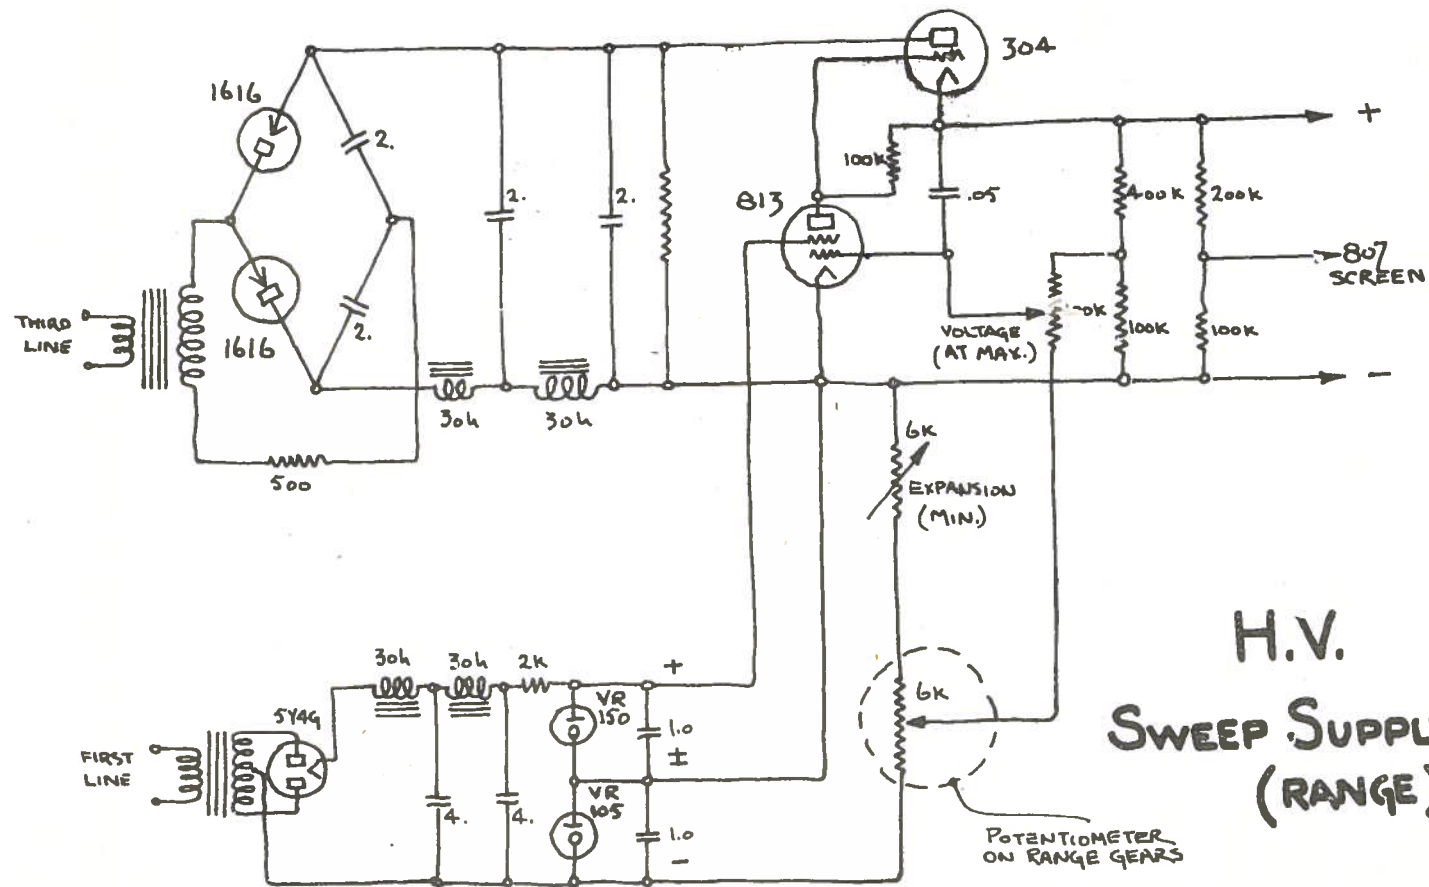 304
1616
2.
+
100K
813
.05
400K
200K
2.
2.
807
SCREEN
THIRD
LINE
1616
2.
VOLTAGE
(AT MAX.)
100K
100K
-
30h
30h
6K
500
EXPANSION
(MIN.)
H.V.
30h
30h
2K
+
VR
150
6K
5Y4G
1.0
±
SWEEP SUPPL
(RANGE)
FIRST
LINE
VR
105
4.
4.
1.0
-
POTENTIOMETER
ON RANGE GEARS